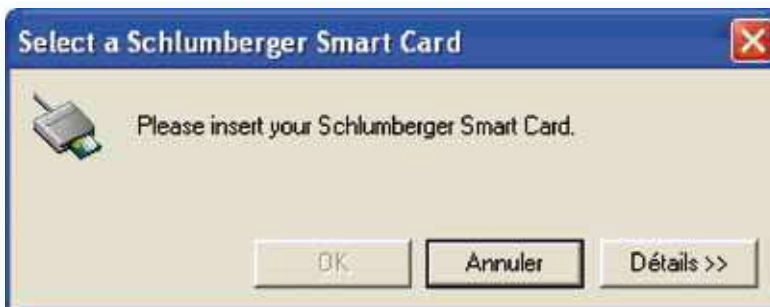 Select a Schlumberger Smart Card
Please insert your Schlumberger Smart Card.
OK Annuler Détails >>